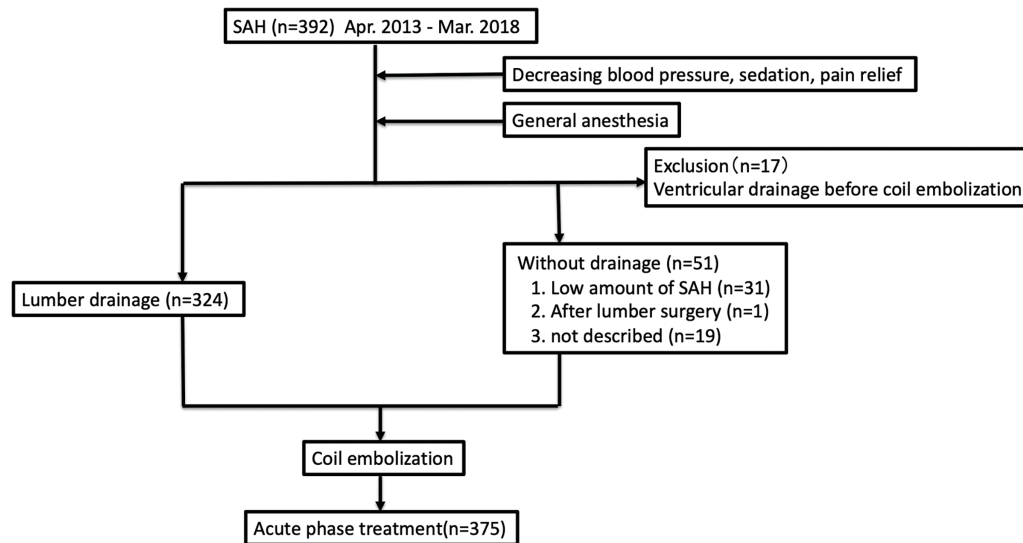 SAH (n=392)  Apr. 2013 - Mar. 2018
Decreasing blood pressure, sedation, pain relief
General anesthesia
Exclusion（n=17）
Ventricular drainage before coil embolization
Lumber drainage (n=324)
Without drainage (n=51)
1. Low amount of SAH (n=31)
2. After lumber surgery (n=1)
3. not described (n=19)
Coil embolization
Acute phase treatment(n=375)